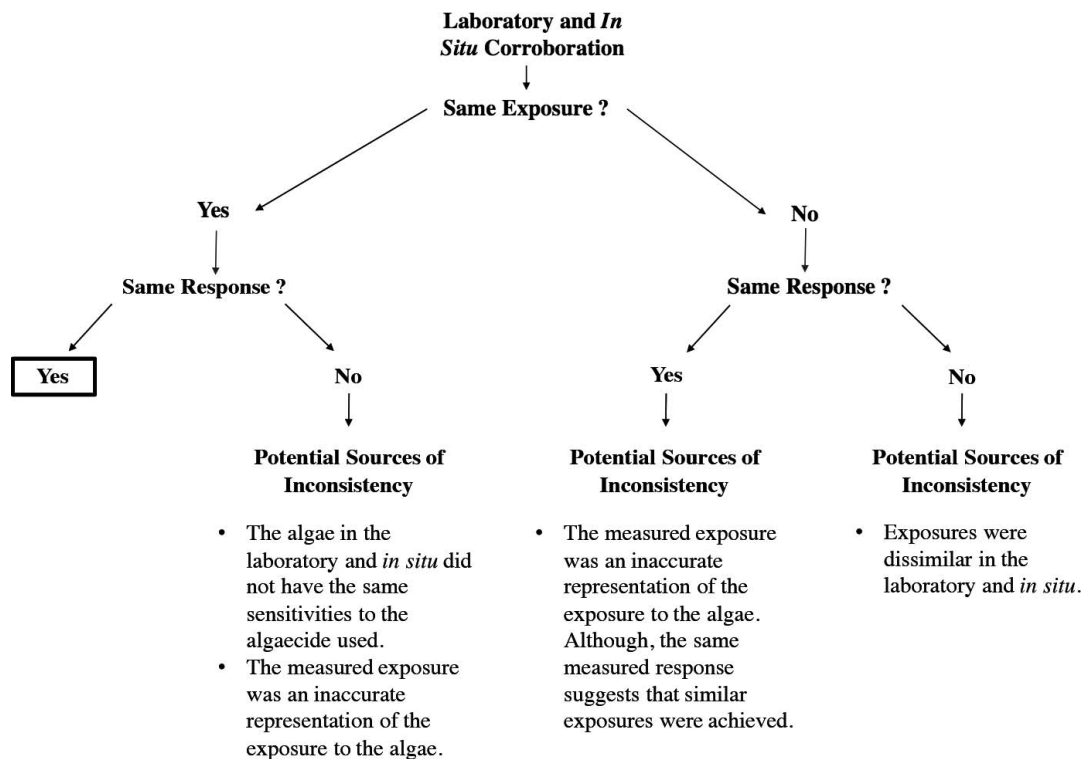 Laboratory and In
Situ Corroboration
Same Exposure ?
Yes
No
Same Response ?
Same Response ?
Yes
No
Yes
No
Potential Sources of
Inconsistency
• The algae in the
laboratory and in situ did
not have the same
sensitivities to the
algaecide used.
• The measured exposure
was an inaccurate
representation of the
exposure to the algae.
Potential Sources of
Inconsistency
• The measured exposure
was an inaccurate
representation of the
exposure to the algae.
Although, the same
measured response
suggests that similar
exposures were achieved.
Potential Sources of
Inconsistency
• Exposures were
dissimilar in the
laboratory and in situ.